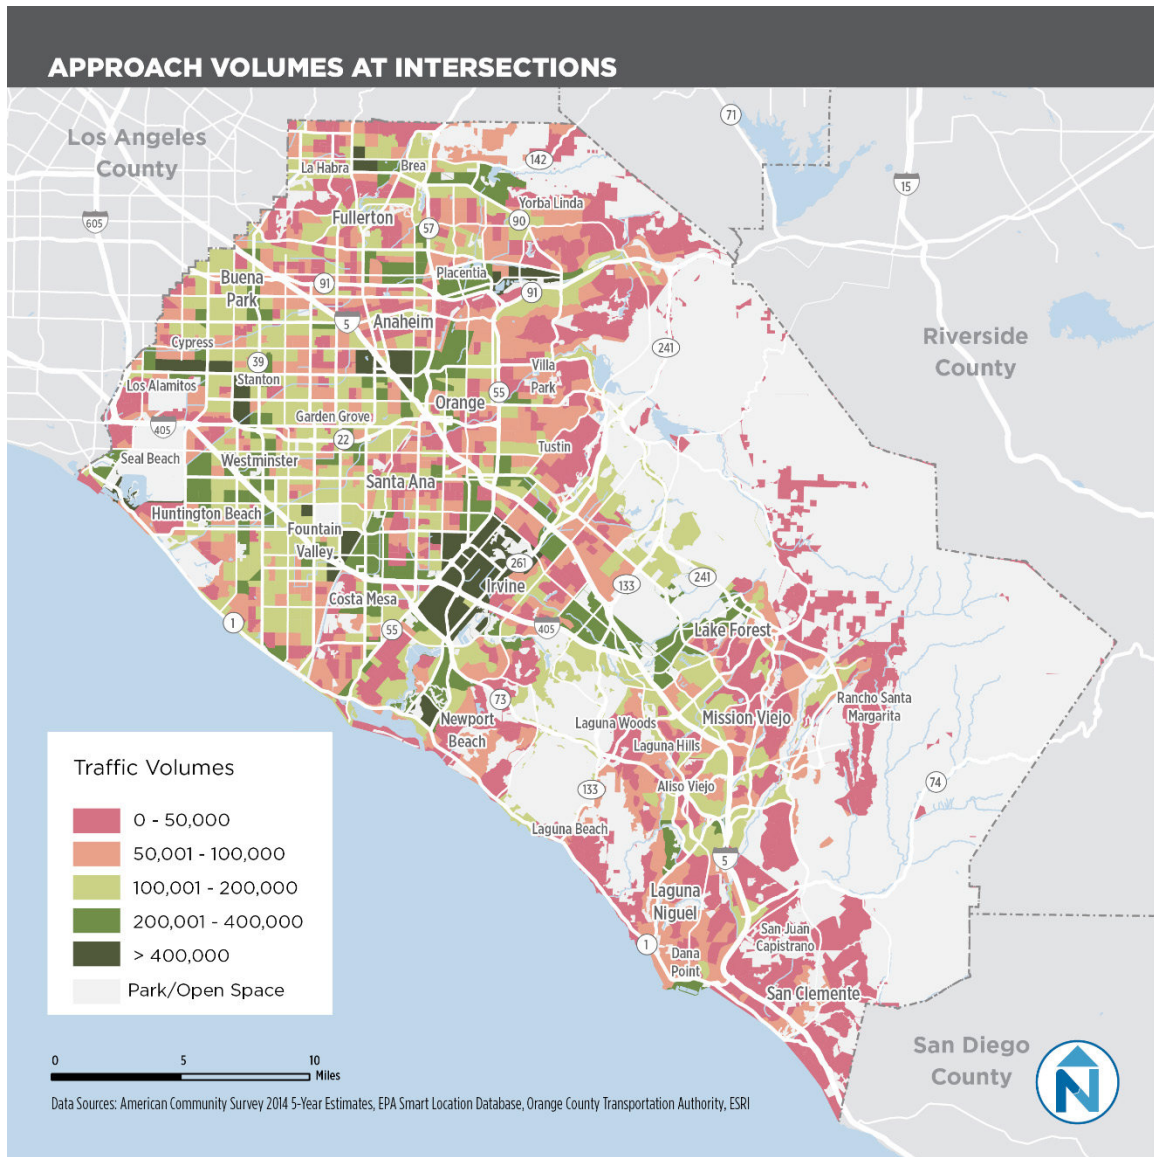 APPROACH VOLUMES AT INTERSECTIONS
Los Angeles
County
71
142
15
La Habra
Brea
605
Yorba Linda
Fullerton
90
57
Placentia
Buena
Park
91
91
5
Anaheim
241
Riverside
County
Cypress
39
Villa
Park
Los Alamitos
Stanton
55
Orange
Garden Grove
405
22
Tustin
Seal Beach
Westminster
Santa Ana
Huntington Beach
Fountain
Valley
261
Irvine
133
241
Costa Mesa
1
55
405
Lake Forest
73
Rancho Santa
Margarita
Newport
Beach
Laguna Woods
Mission Viejo
Laguna Hills
133
Aliso Viejo
74
Laguna Beach
5
Laguna
Niguel
San Juan
Capistrano
1
Dana
Point
San Clemente
San Diego
County
N
Traffic Volumes
0 - 50,000
50,001 - 100,000
100,001 - 200,000
200,001 - 400,000
> 400,000
Park/Open Space
0 5 10
Miles
Data Sources: American Community Survey 2014 5-Year Estimates, EPA Smart Location Database, Orange County Transportation Authority, ESRI